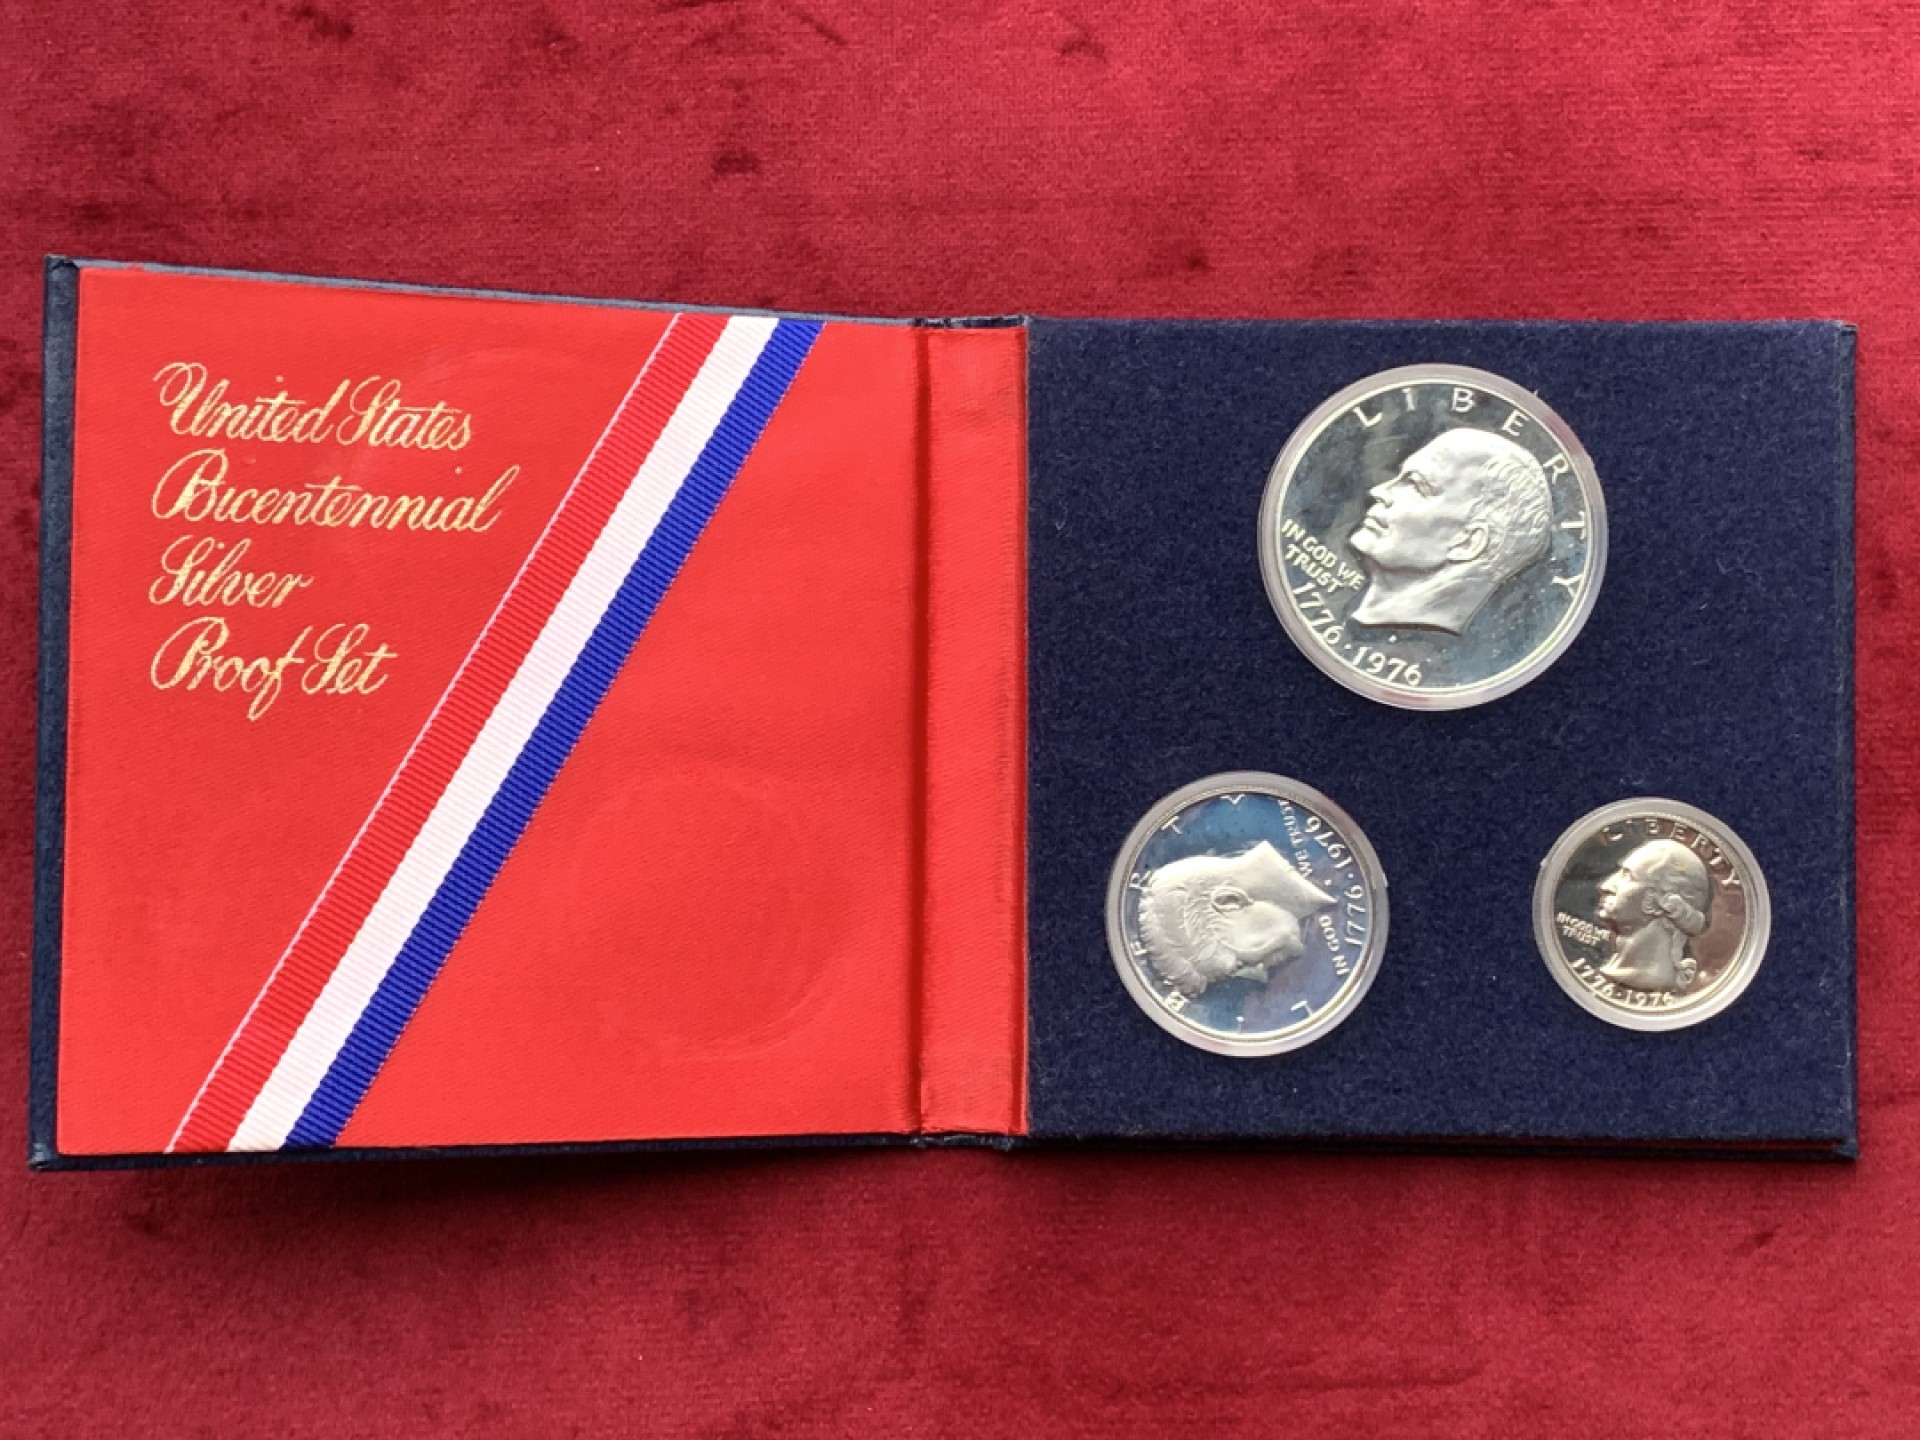 United States
Bicentennial
Silver
Proof Set
LIBERTY
IN GOD WE
TRUST
1776·1976
LIBERTY
IN GOD
WE TRUST
1776·1976
LIBERTY
IN GOD WE
TRUST
1776·1976